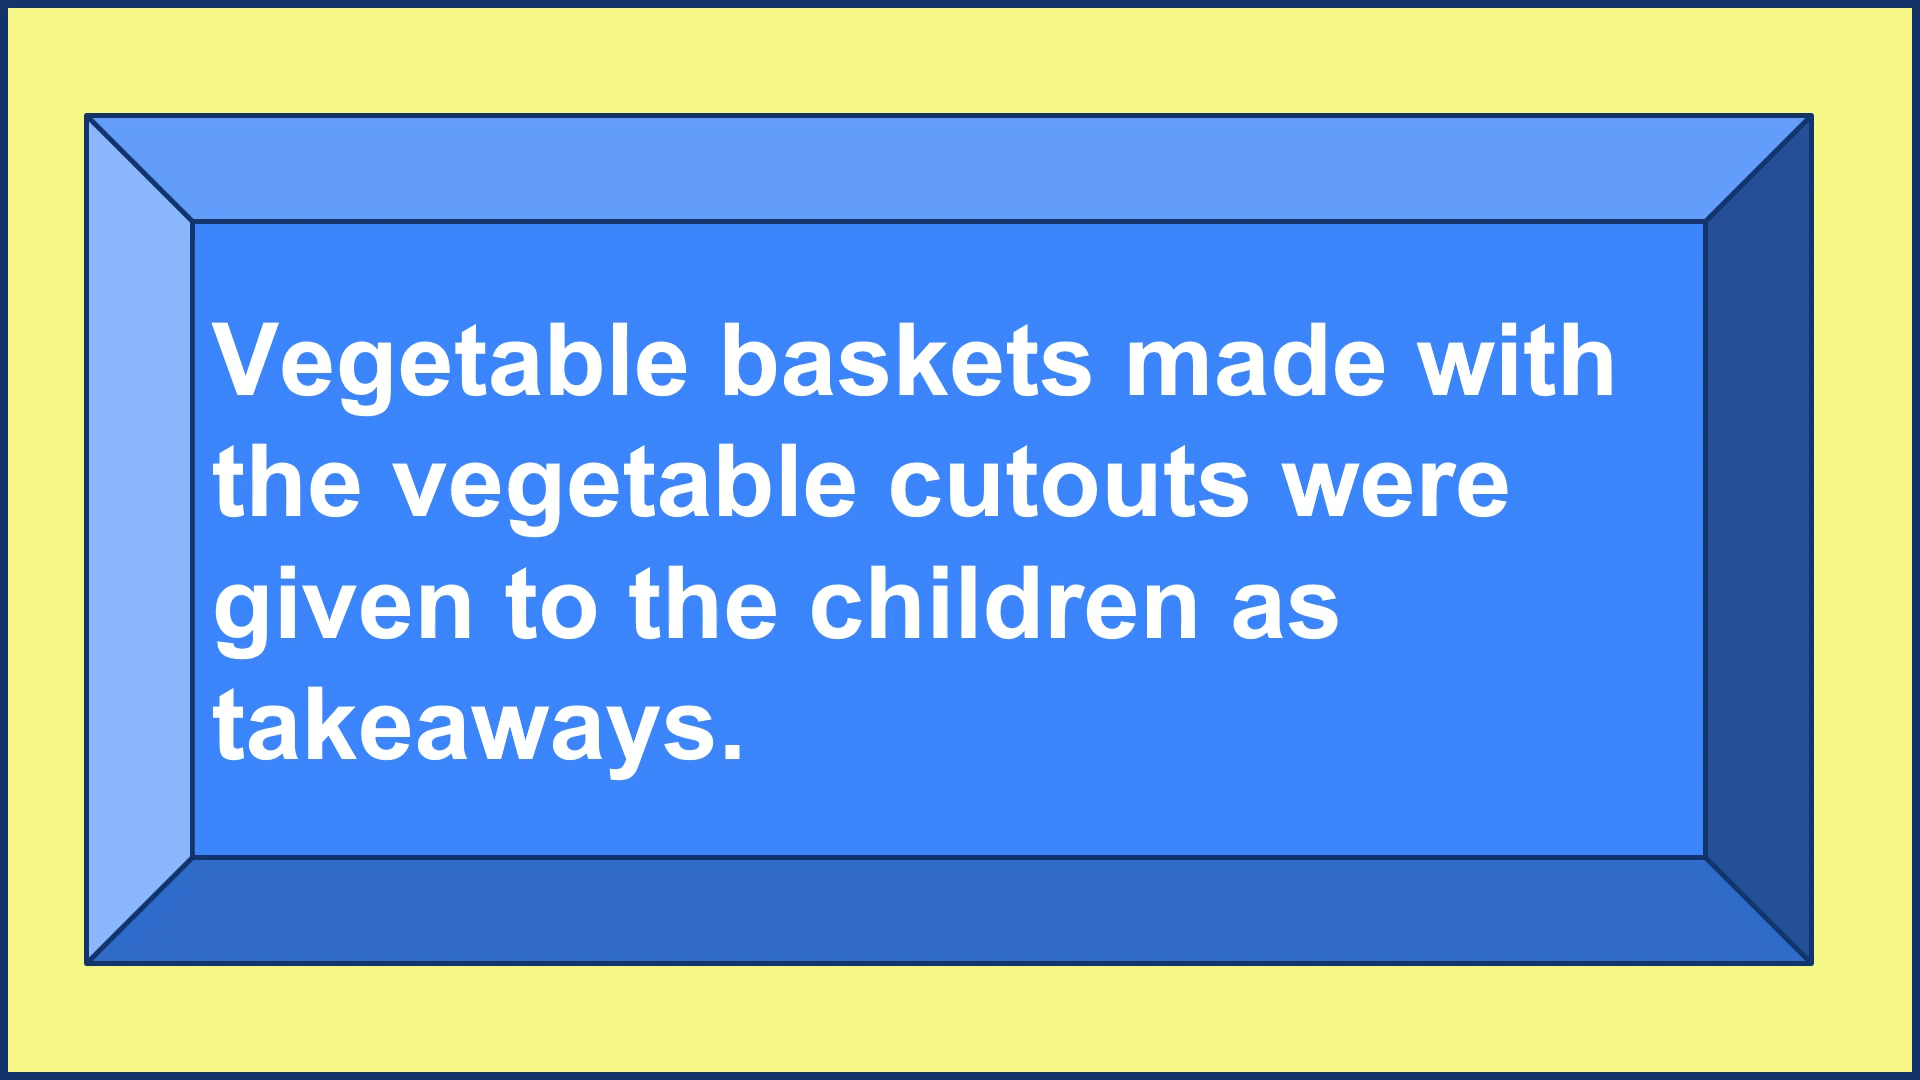 Vegetable baskets made with
the vegetable cutouts were
given to the children as
takeaways.